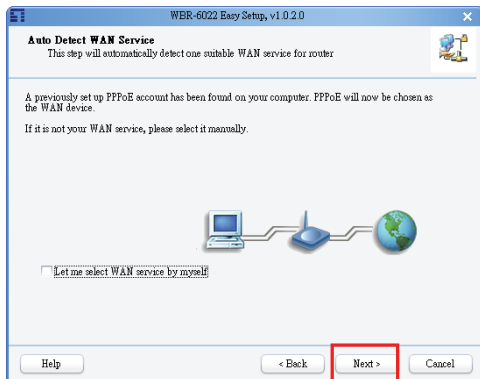 WBR-6022 Easy Setup, v1.0.2.0
Auto Detect WAN Service
This step will automatically detect one suitable WAN service for router
A previously set up PPPoE account has been found on your computer. PPPoE will now be chosen as
the WAN device.
If it is not your WAN service, please select it manually.
Let me select WAN service by myself
Help
< Back
Next >
Cancel